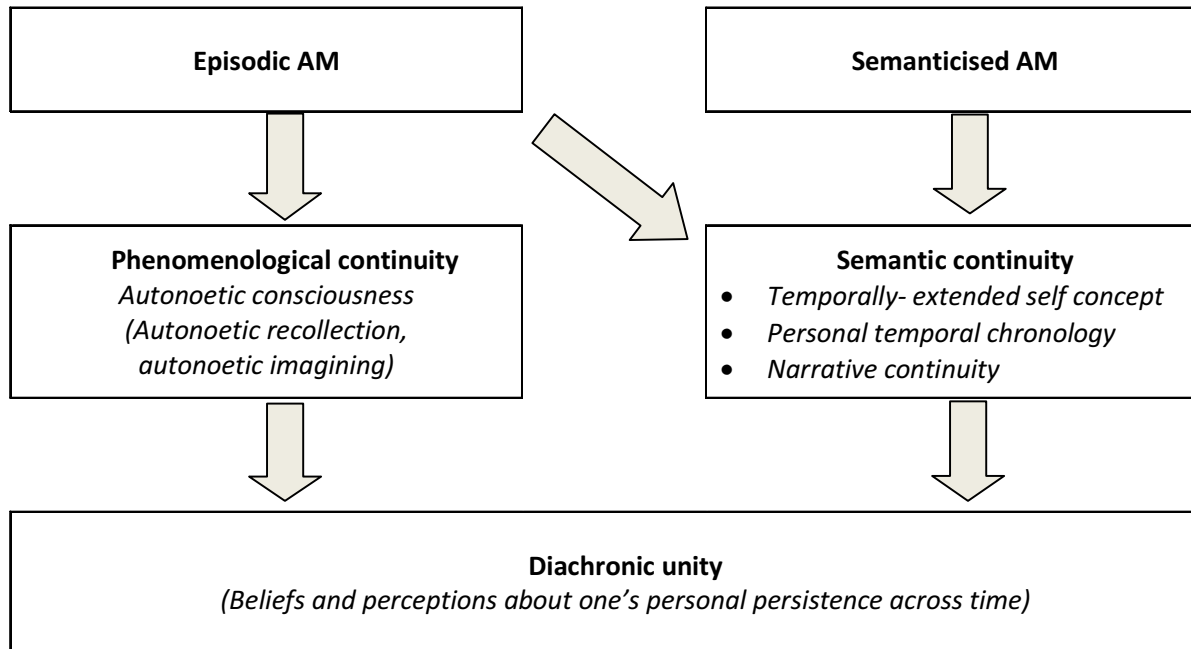 Episodic AM
Semanticised AM
Phenomenological continuity
Autonoetic consciousness
(Autonoetic recollection,
autonoetic imagining)
Semantic continuity
• Temporally- extended self concept
• Personal temporal chronology
• Narrative continuity
Diachronic unity
(Beliefs and perceptions about one’s personal persistence across time)